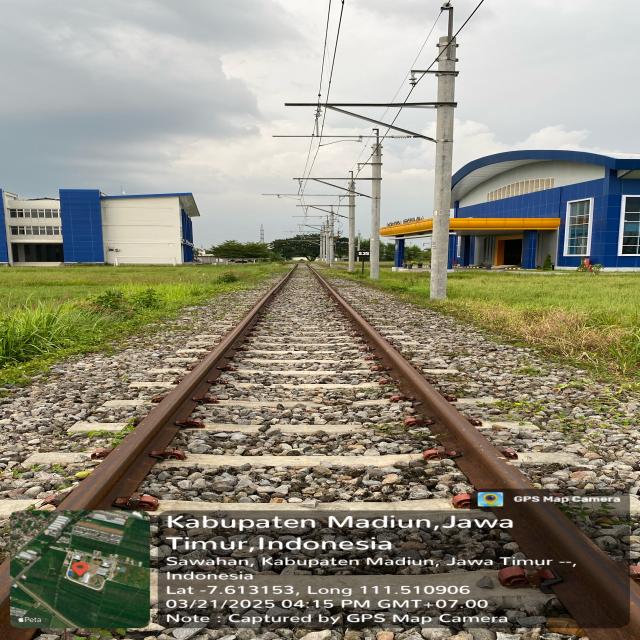 GPS Map Camera
Kabupaten Madiun,Jawa
Timur,Indonesia
Sawahan, Kabupaten Madiun, Jawa Timur --,
Indonesia
Lat -7.613153, Long 111.510906
03/21/2025 04:15 PM GMT+07.00
Note : Captured by GPS Map Camera
Peta